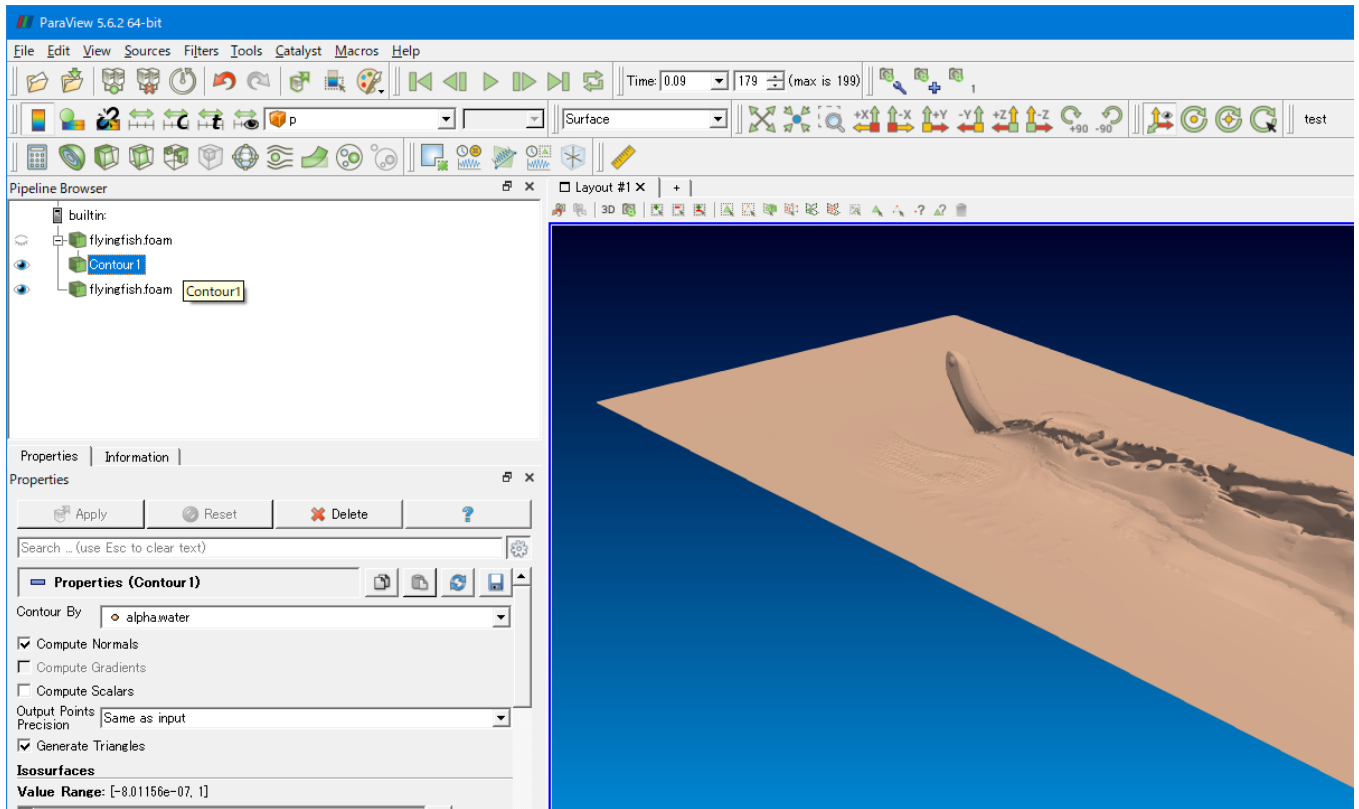 ParaView 5.6.2 64-bit
File Edit View Sources Filters Tools Catalyst Macros Help
Time: 0.09 179 (max is 199) 1
p Surface +X -X +Y -Y +Z -Z +90 -90 test
Pipeline Browser
Layout #1 +
3D
builtin:
flyingfish.foam
Contour1
flyingfish.foam
Contour1
Properties Information
Properties
Apply Reset Delete ?
Search ... (use Esc to clear text)
Properties (Contour1)
Contour By alpha.water
Compute Normals
Compute Gradients
Compute Scalars
Output Points Precision Same as input
Generate Triangles
Isosurfaces
Value Range: [-8.01156e-07, 1]